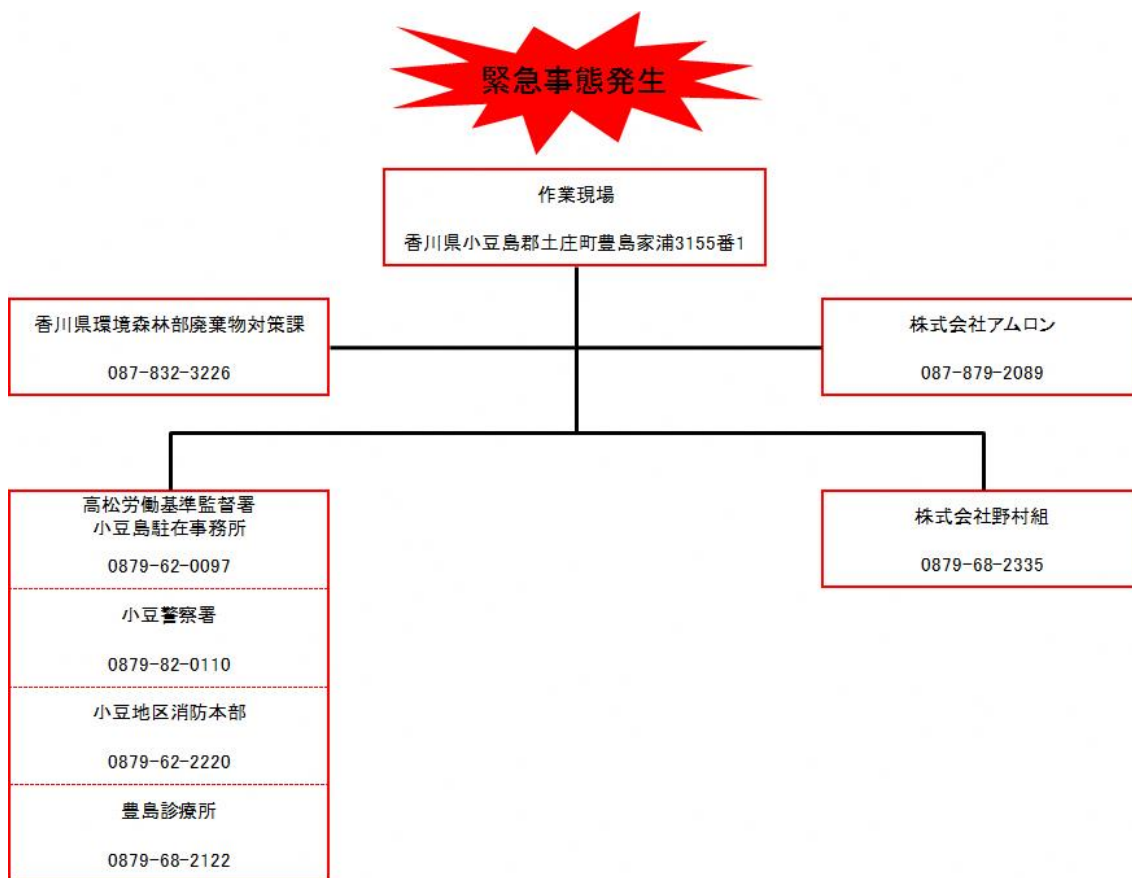 緊急事態発生
作業現場
香川県小豆島郡土庄町豊島家浦3155番1
香川県環境森林部廃棄物対策課
087-832-3226
株式会社アムロン
087-879-2089
高松労働基準監督署
小豆島駐在事務所
0879-62-0097
小豆警察署
0879-82-0110
小豆地区消防本部
0879-62-2220
豊島診療所
0879-68-2122
株式会社野村組
0879-68-2335